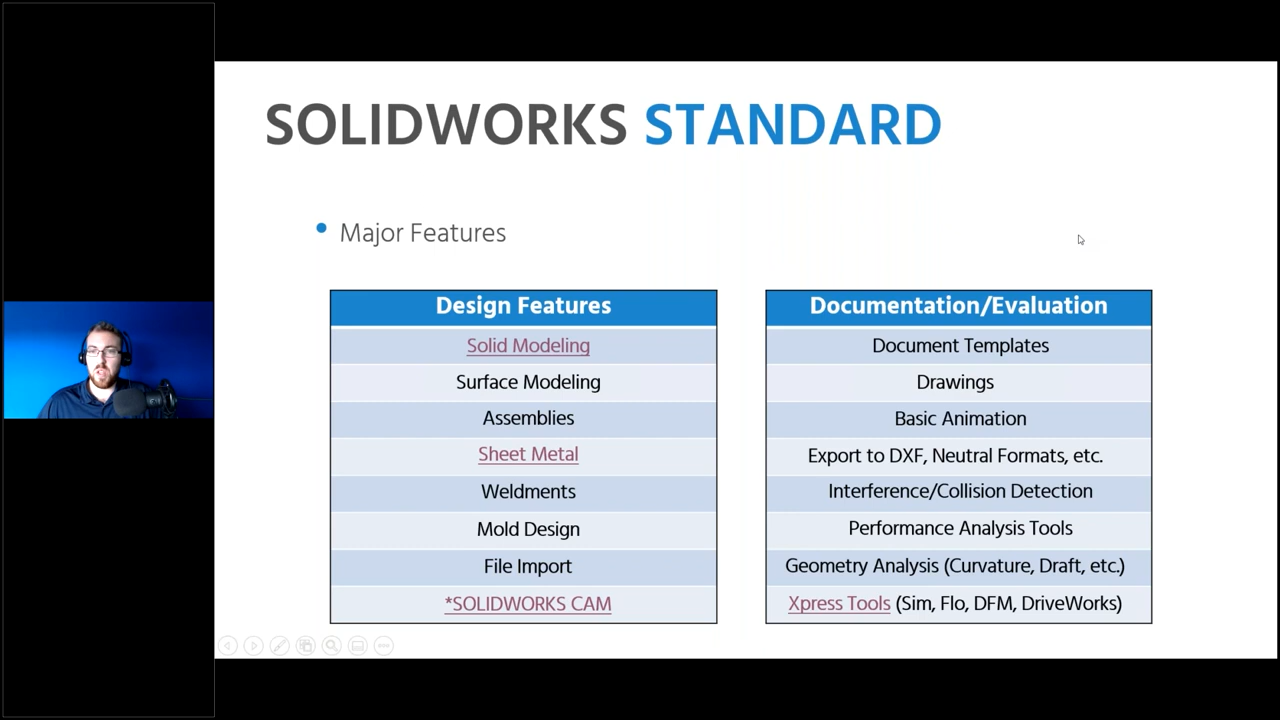 SOLIDWORKS STANDARD
• Major Features
Design Features
Solid Modeling
Surface Modeling
Assemblies
Sheet Metal
Weldments
Mold Design
File Import
*SOLIDWORKS CAM
Documentation/Evaluation
Document Templates
Drawings
Basic Animation
Export to DXF, Neutral Formats, etc.
Interference/Collision Detection
Performance Analysis Tools
Geometry Analysis (Curvature, Draft, etc.)
Xpress Tools (Sim, Flo, DFM, DriveWorks)